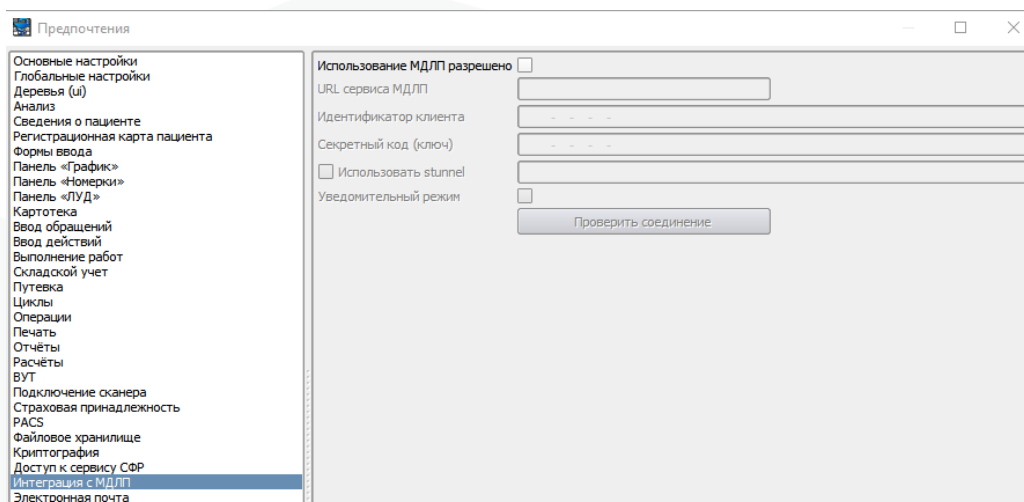 Предпочтения
Основные настройки
Глобальные настройки
Деревья (ui)
Анализ
Сведения о пациенте
Регистрационная карта пациента
Формы ввода
Панель «График»
Панель «Номерки»
Панель «ЛУД»
Картотека
Ввод обращений
Ввод действий
Выполнение работ
Складской учет
Путевка
Циклы
Операции
Печать
Отчёты
Расчёты
ВУТ
Подключение сканера
Страховая принадлежность
PACS
Файловое хранилище
Криптография
Доступ к сервису СФР
Интеграция с МДЛП
Электронная почта
Использование МДЛП разрешено
URL сервиса МДЛП
Идентификатор клиента
- - - -
Секретный код (ключ)
- - - -
Использовать stunnel
Уведомительный режим
Проверить соединение